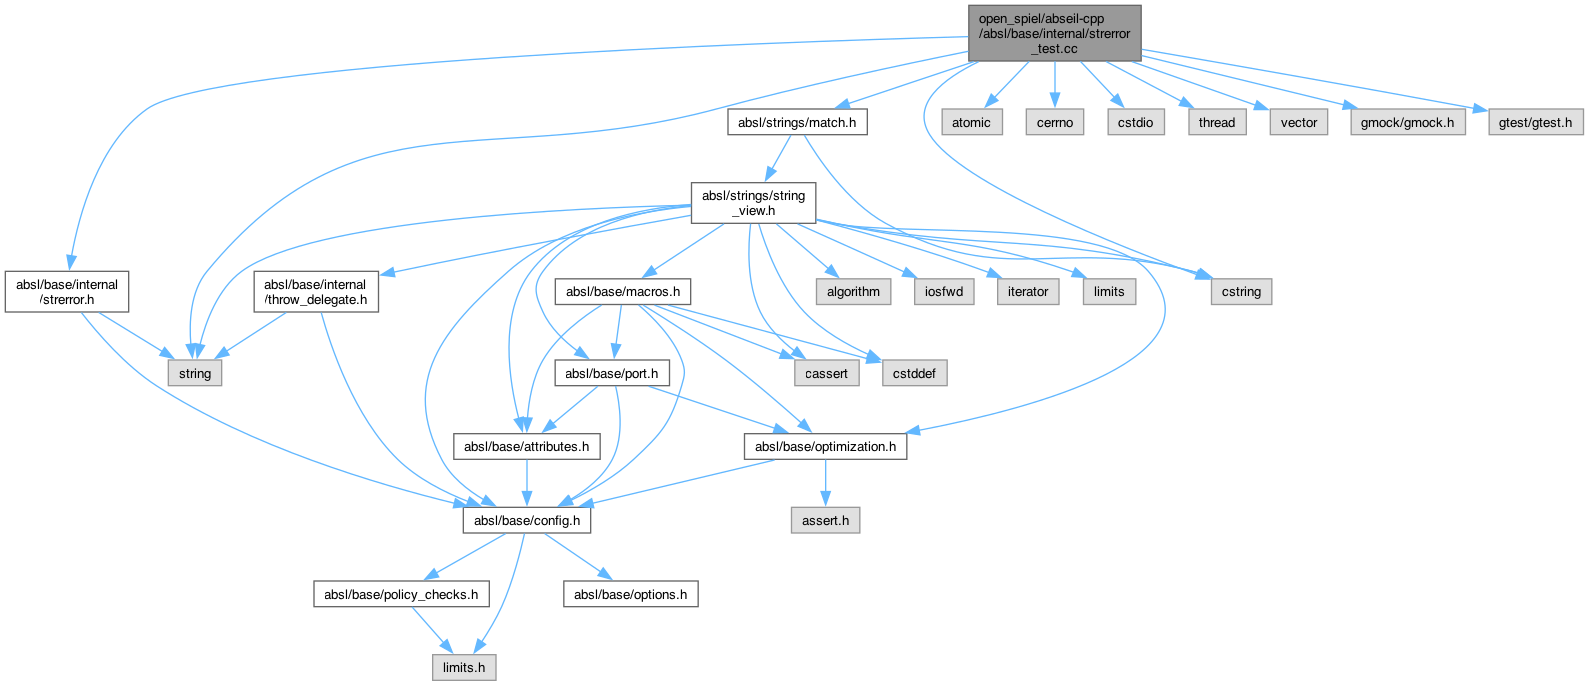 open_spiel/abseil-cpp
/absl/base/internal/strerror
_test.cc
absl/strings/match.h
atomic
cerrno
cstdio
thread
vector
gmock/gmock.h
gtest/gtest.h
absl/strings/string
_view.h
absl/base/internal
/strerror.h
absl/base/internal
/throw_delegate.h
absl/base/macros.h
algorithm
iosfwd
iterator
limits
cstring
string
absl/base/port.h
cassert
cstddef
absl/base/attributes.h
absl/base/optimization.h
absl/base/config.h
assert.h
absl/base/policy_checks.h
absl/base/options.h
limits.h